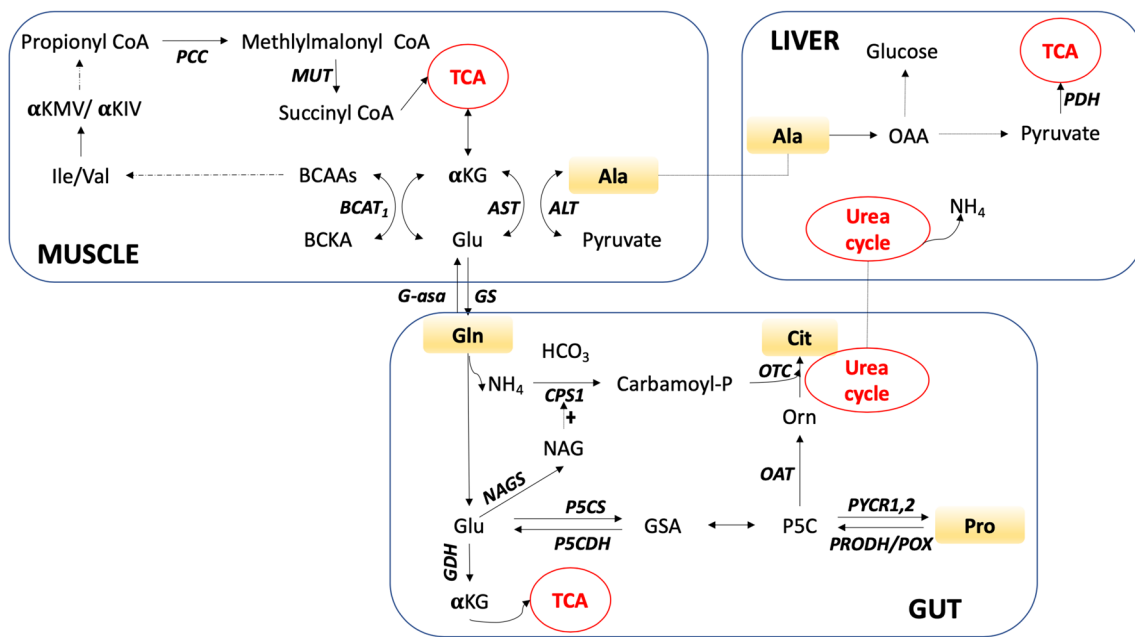 Propionyl CoA
PCC
Methlylmalonyl CoA
MUT
TCA
αKMV/ αKIV
Succinyl CoA
Ile/Val
BCAAs
αKG
Ala
BCAT1
AST
ALT
BCKA
Glu
Pyruvate
MUSCLE
G-asa
GS
LIVER
Glucose
TCA
PDH
Ala
OAA
Pyruvate
NH4
Urea
cycle
Gln
HCO3
Cit
NH4
CPS1
Carbamoyl-P
OTC
Urea
cycle
+
Orn
NAG
NAGS
OAT
Glu
P5CS
GSA
P5C
PYCR1,2
Pro
P5CDH
PRODH/POX
GDH
αKG
TCA
GUT